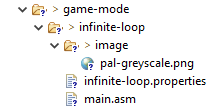 > game-mode
> infinite-loop
> image
pal-greyscale.png
infinite-loop.properties
main.asm